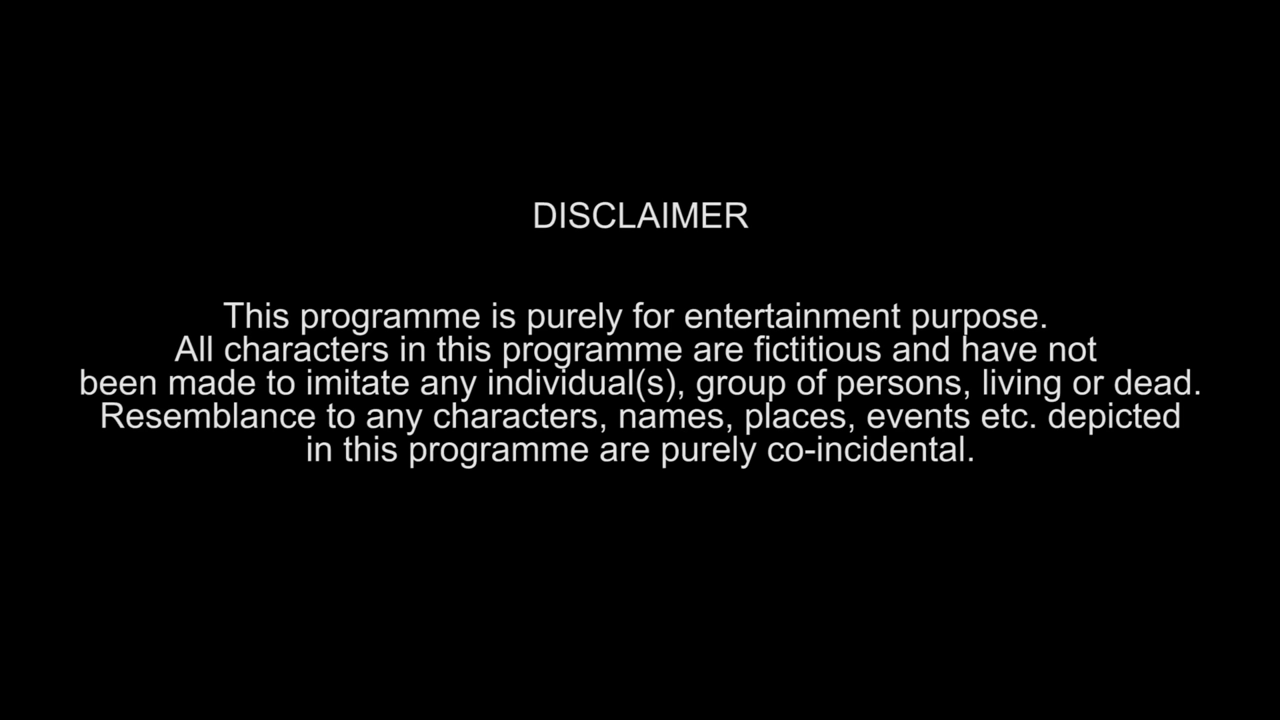 DISCLAIMER
This programme is purely for entertainment purpose.
All characters in this programme are fictitious and have not
been made to imitate any individual(s), group of persons, living or dead.
Resemblance to any characters, names, places, events etc. depicted
in this programme are purely co-incidental.